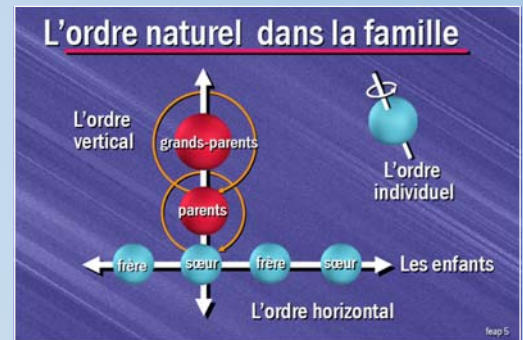 L'ordre naturel dans la famille
L'ordre
vertical
grands-parents
parents
L'ordre
individuel
frère
sœur
frère
sœur
Les enfants
L'ordre horizontal
feap 5